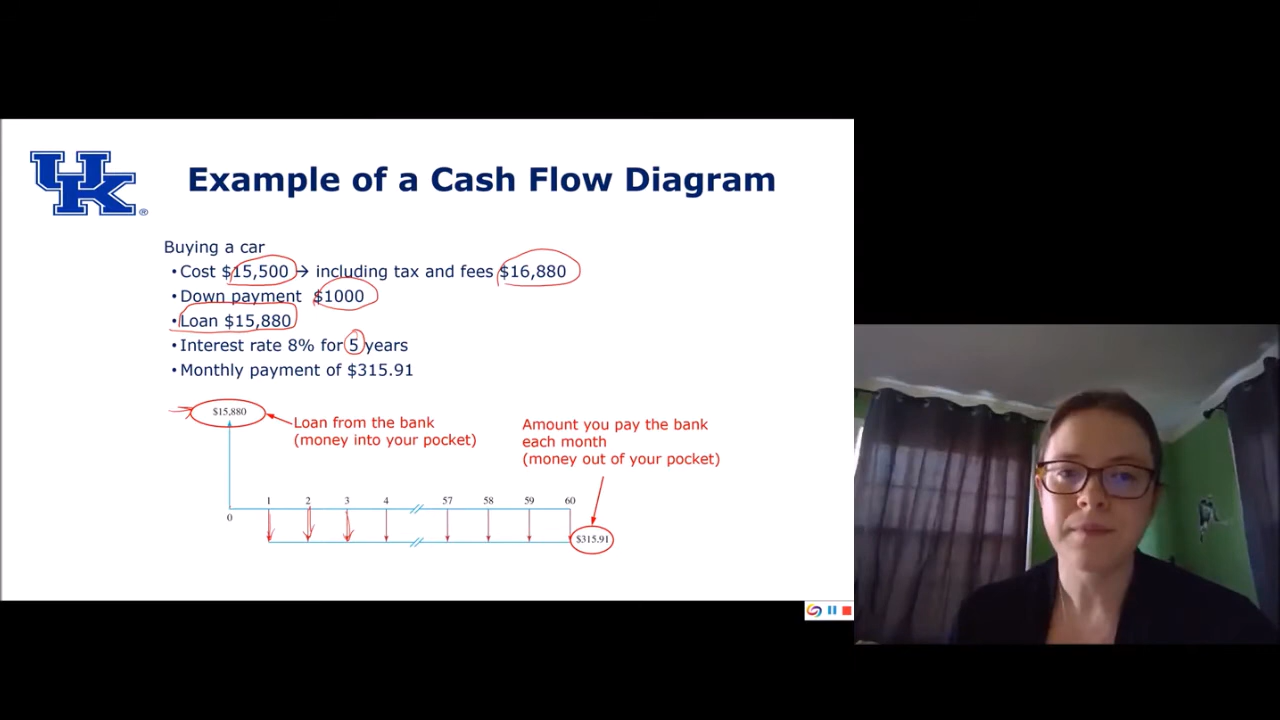 UK
®
Example of a Cash Flow Diagram
Buying a car
•Cost $15,500 → including tax and fees $16,880
•Down payment $1000
•Loan $15,880
•Interest rate 8% for 5 years
•Monthly payment of $315.91
$15,880
Loan from the bank
(money into your pocket)
Amount you pay the bank
each month
(money out of your pocket)
1 2 3 4 57 58 59 60
0
$315.91